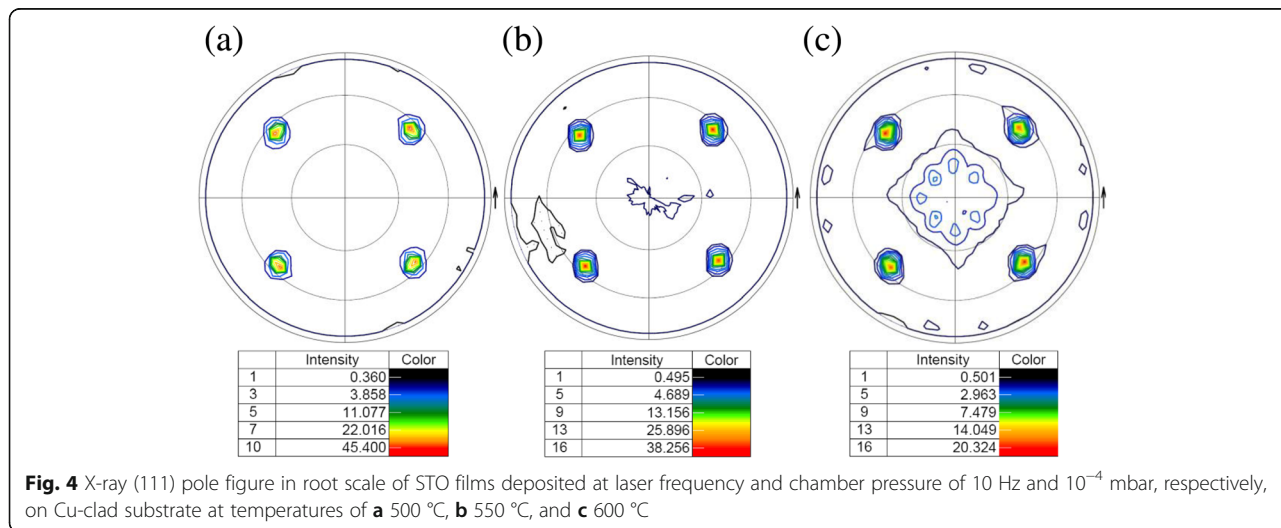 (a) (b) (c)
Intensity Color
1 0.360
3 3.858
5 11.077
7 22.016
10 45.400
Intensity Color
1 0.495
5 4.689
9 13.156
13 25.896
16 38.256
Intensity Color
1 0.501
5 2.963
9 7.479
13 14.049
16 20.324
Fig. 4 X-ray (111) pole figure in root scale of STO films deposited at laser frequency and chamber pressure of 10 Hz and 10⁻⁴ mbar, respectively,
on Cu-clad substrate at temperatures of a 500 °C, b 550 °C, and c 600 °C